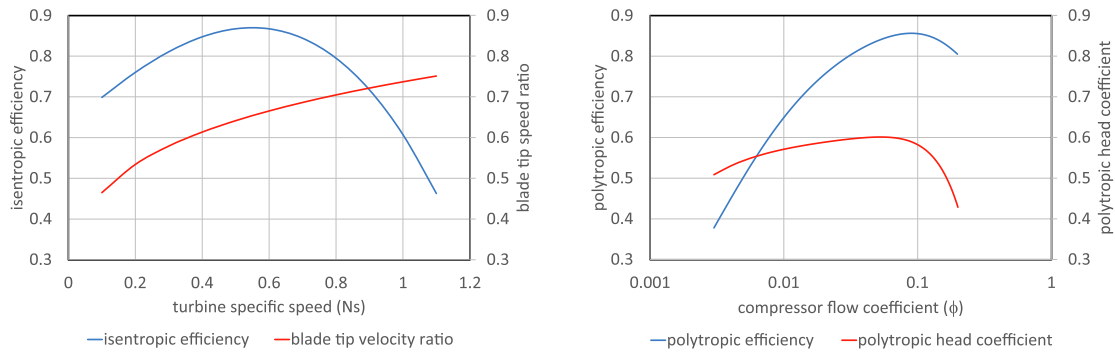 0.9
0.8
0.7
0.6
0.5
0.4
0.3
isentropic efficiency
0 0.2 0.4 0.6 0.8 1 1.2
turbine specific speed (Ns)
0.9
0.8
0.7
0.6
0.5
0.4
0.3
blade tip speed ratio
isentropic efficiency blade tip velocity ratio
0.9
0.8
0.7
0.6
0.5
0.4
0.3
polytropic efficiency
0.001 0.01 0.1 1
compressor flow coefficient (ϕ)
0.9
0.8
0.7
0.6
0.5
0.4
0.3
polytropic head coefficient
polytropic efficiency polytropic head coefficient